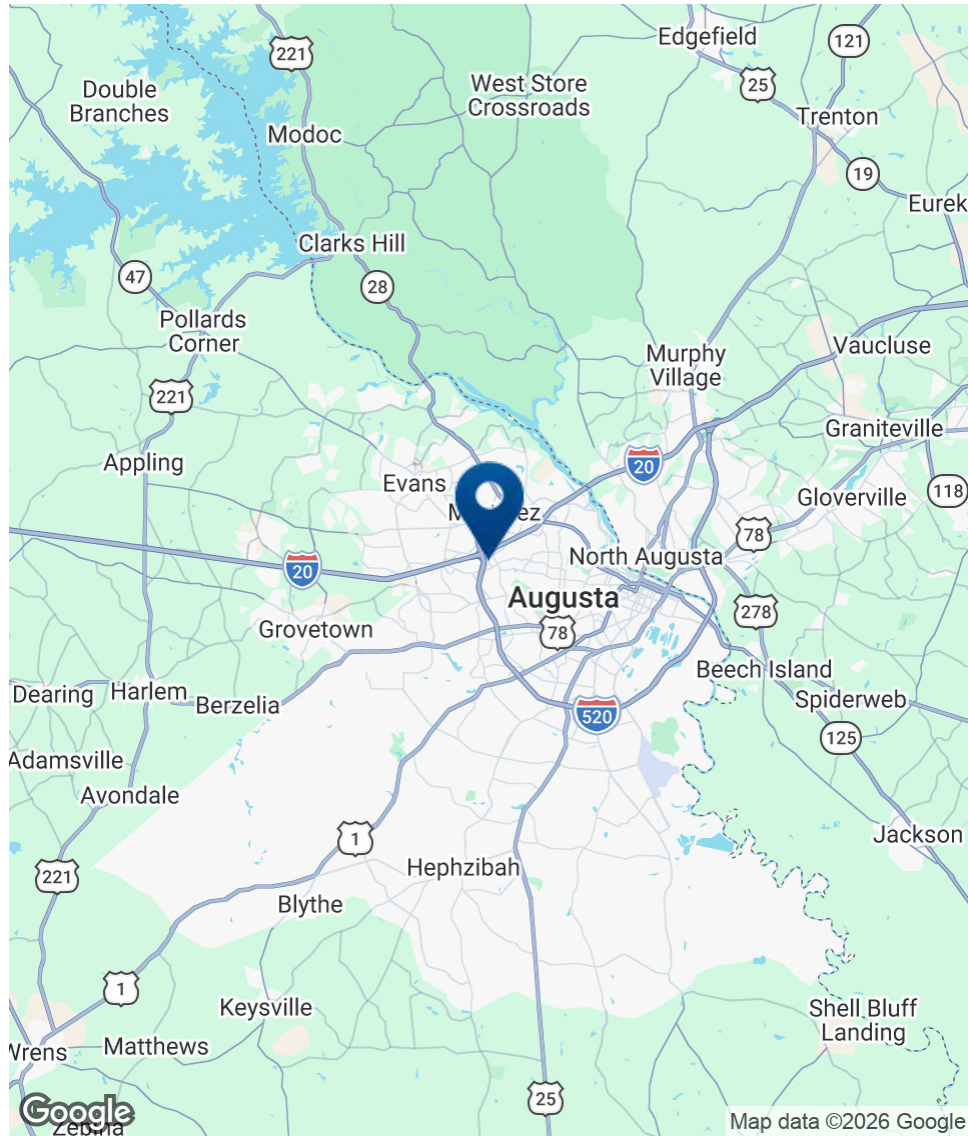 Edgefield
121
221
West Store
Crossroads
25
Double
Branches
Trenton
Modoc
19
Clarks Hill
47
28
Pollards
Corner
Vaucluse
Murphy
Village
221
Graniteville
Appling
20
Evans
118
Gloverville
78
North Augusta
20
Augusta
278
Grovetown
78
Beech Island
Dearing
Harlem
Spiderweb
Berzelia
520
125
Adamsville
Avondale
Jackson
1
Hephzibah
221
Blythe
1
Keysville
Shell Bluff
Landing
Matthews
25
Google
Map data ©2026 Google